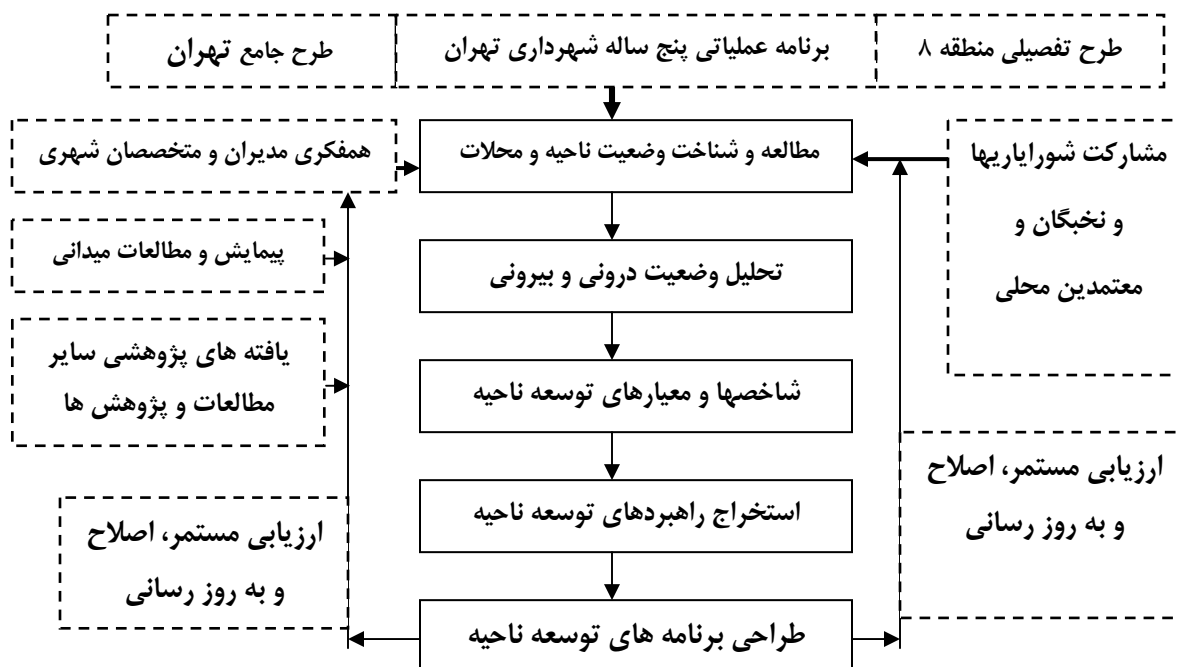 طرح تفصیلی منطقه ۸
برنامه عملیاتی پنج ساله شهرداری تهران
طرح جامع تهران
مطالعه و شناخت وضعیت ناحیه و محلات
همفکری مدیران و متخصصان شهری
مشارکت شورایاریها
و نخبگان و
معتمدین محلی
پیمایش و مطالعات میدانی
تحلیل وضعیت درونی و بیرونی
یافته های پژوهشی سایر
مطالعات و پژوهش ها
شاخصها و معیارهای توسعه ناحیه
استخراج راهبردهای توسعه ناحیه
ارزیابی مستمر، اصلاح
و به روز رسانی
ارزیابی مستمر، اصلاح
و به روز رسانی
طراحی برنامه های توسعه ناحیه